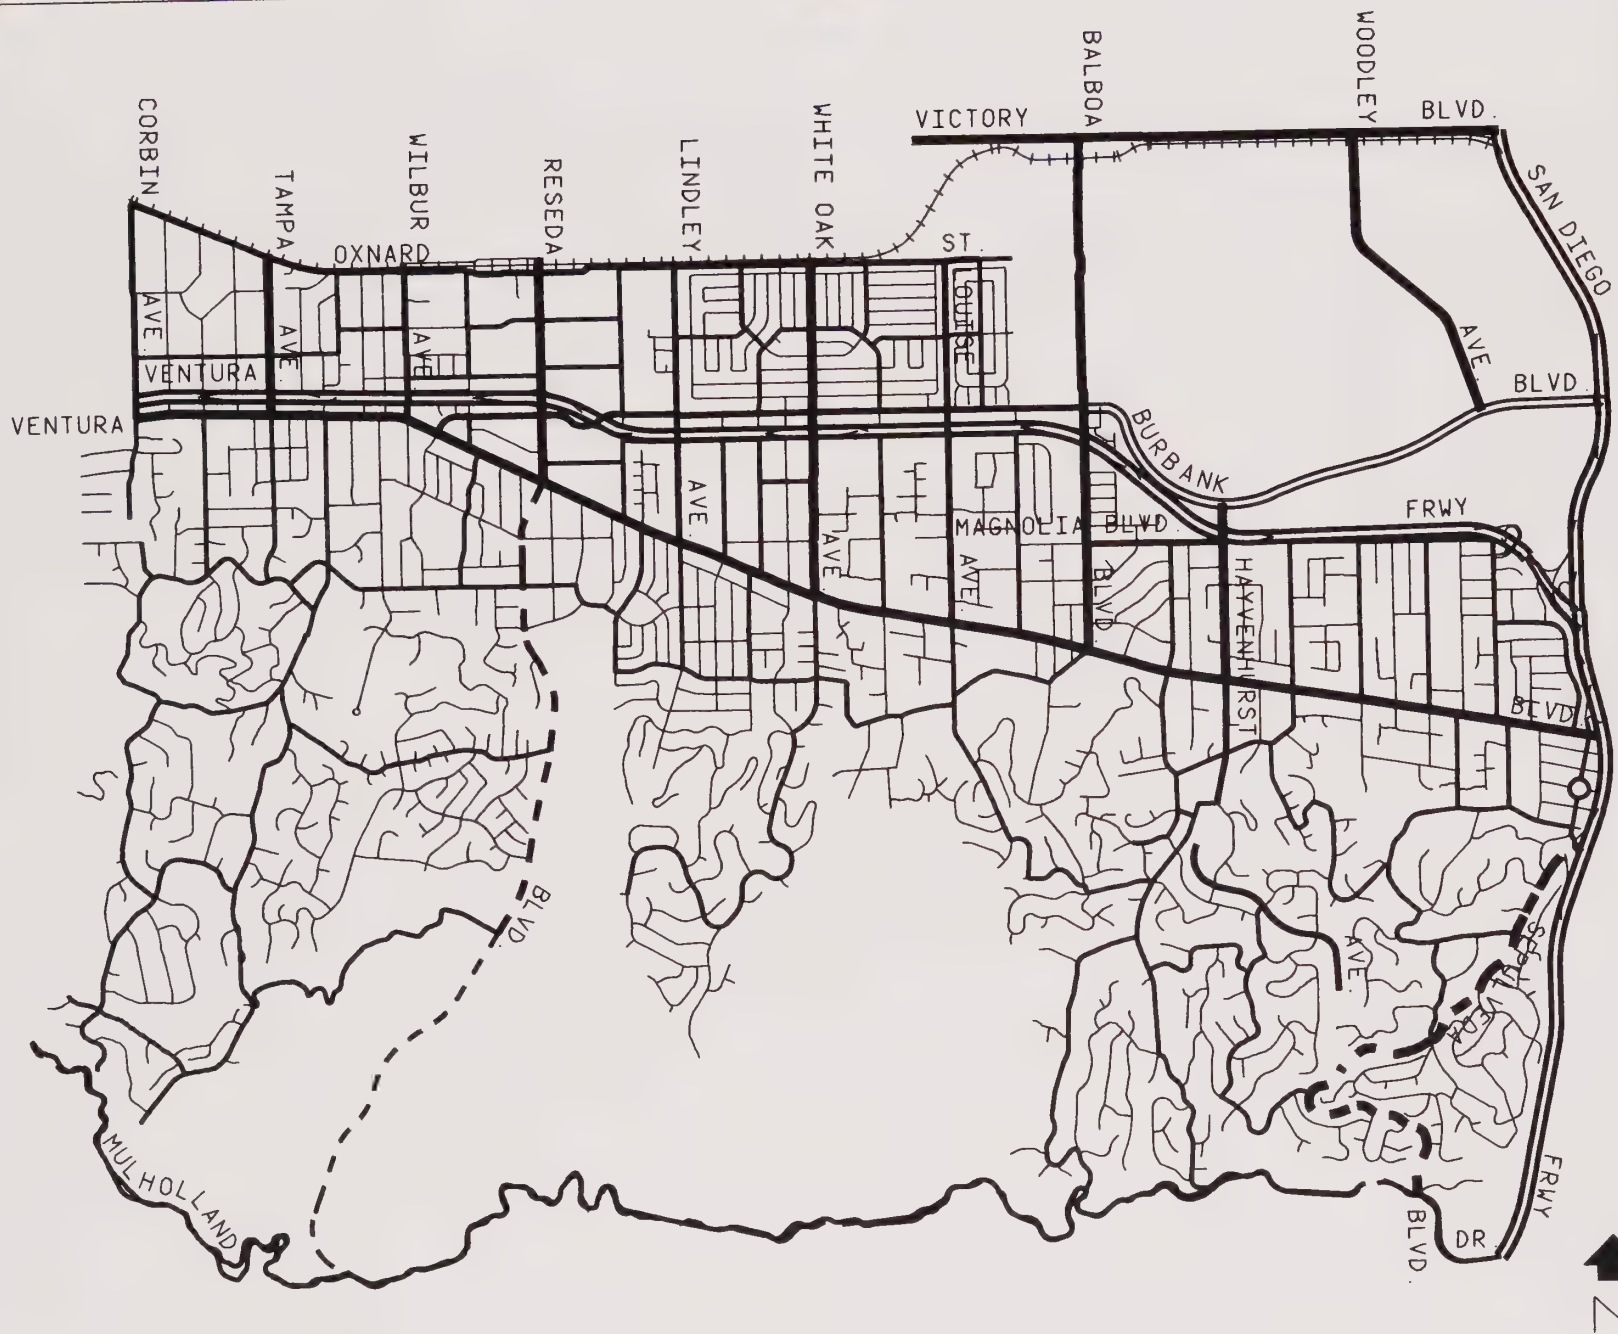 WOODLEY
BALBOA
CORBIN
WHITE OAK
VICTORY
BLVD.
WILBUR
LINDLEY
RESEDA
TAMPA
SAN DIEGO
OXNARD
ST.
AVE.
AVE.
AVE.
LOUISE
AVE.
VENTURA
BLVD.
VENTURA
BURBANK
AVE.
MAGNOLIA BLVD.
FRWY
AVE.
AVE.
BLVD
HAYVENHURST
BLVD.
BLVD.
AVE.
SEPULVEDA
MULHOLLAND
FRWY
BLVD.
DR.
N